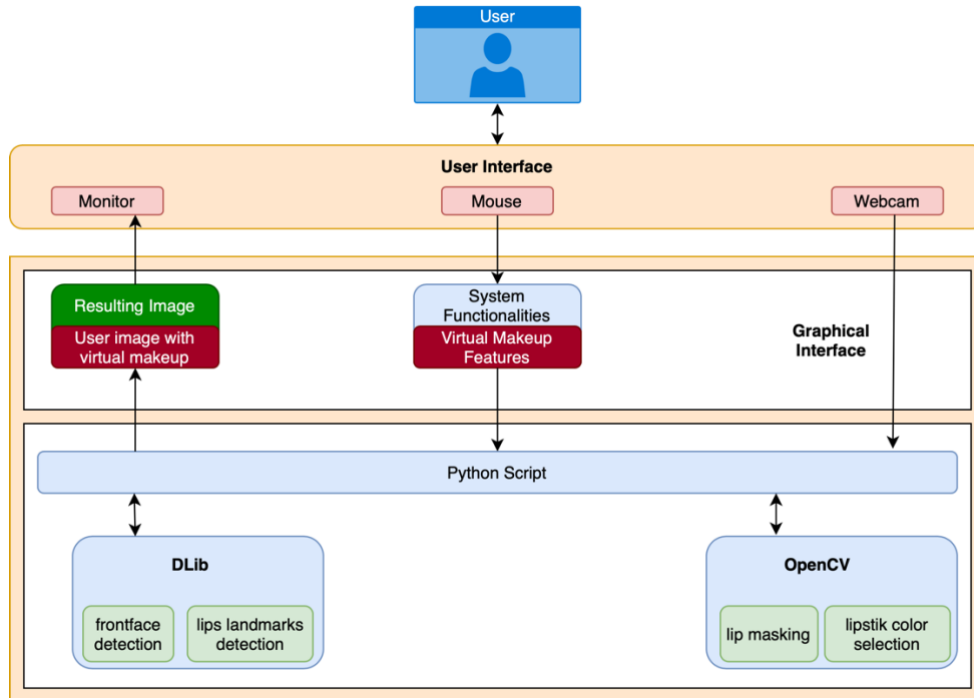 User
User Interface
Monitor
Mouse
Webcam
Resulting Image
User image with
virtual makeup
System
Functionalities
Virtual Makeup
Features
Graphical
Interface
Python Script
DLib
frontface
detection
lips landmarks
detection
OpenCV
lip masking
lipstik color
selection